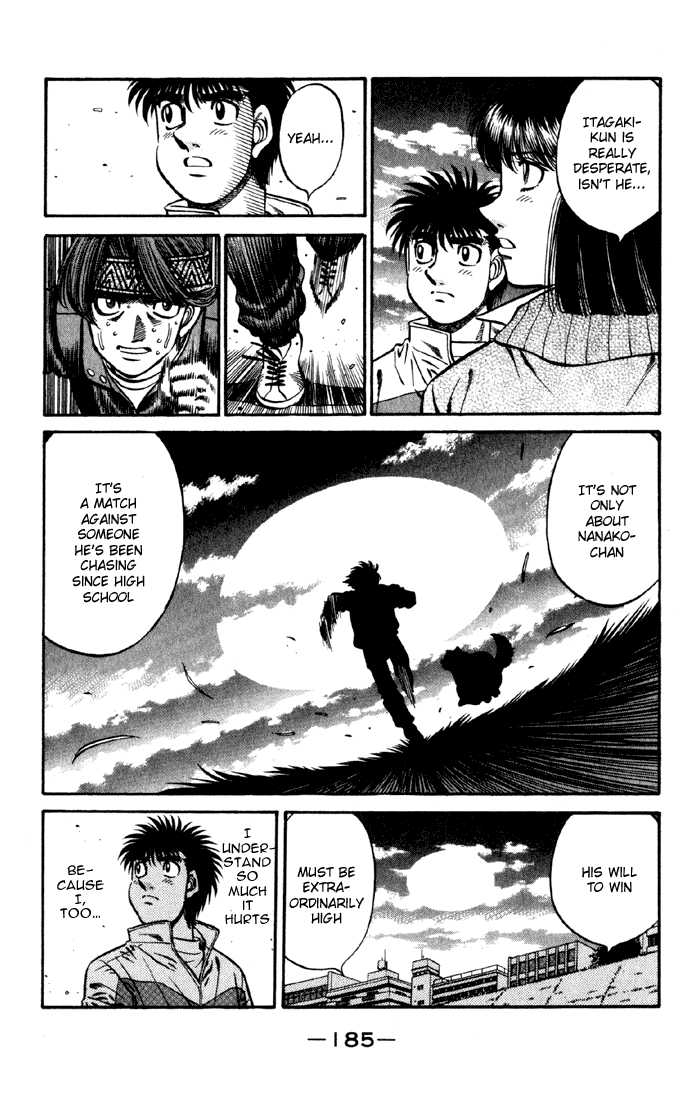 ITAGAKI-
KUN IS
REALLY
DESPERATE,
ISN'T HE...
YEAH...
IT'S NOT
ONLY
ABOUT
NANAKO-
CHAN
IT'S
A MATCH
AGAINST
SOMEONE
HE'S BEEN
CHASING
SINCE HIGH
SCHOOL
HIS WILL
TO WIN
MUST BE
EXTRA-
ORDINARILY
HIGH
I
UNDER-
STAND
SO
MUCH
IT
HURTS
BE-
CAUSE
I,
TOO...
—185—